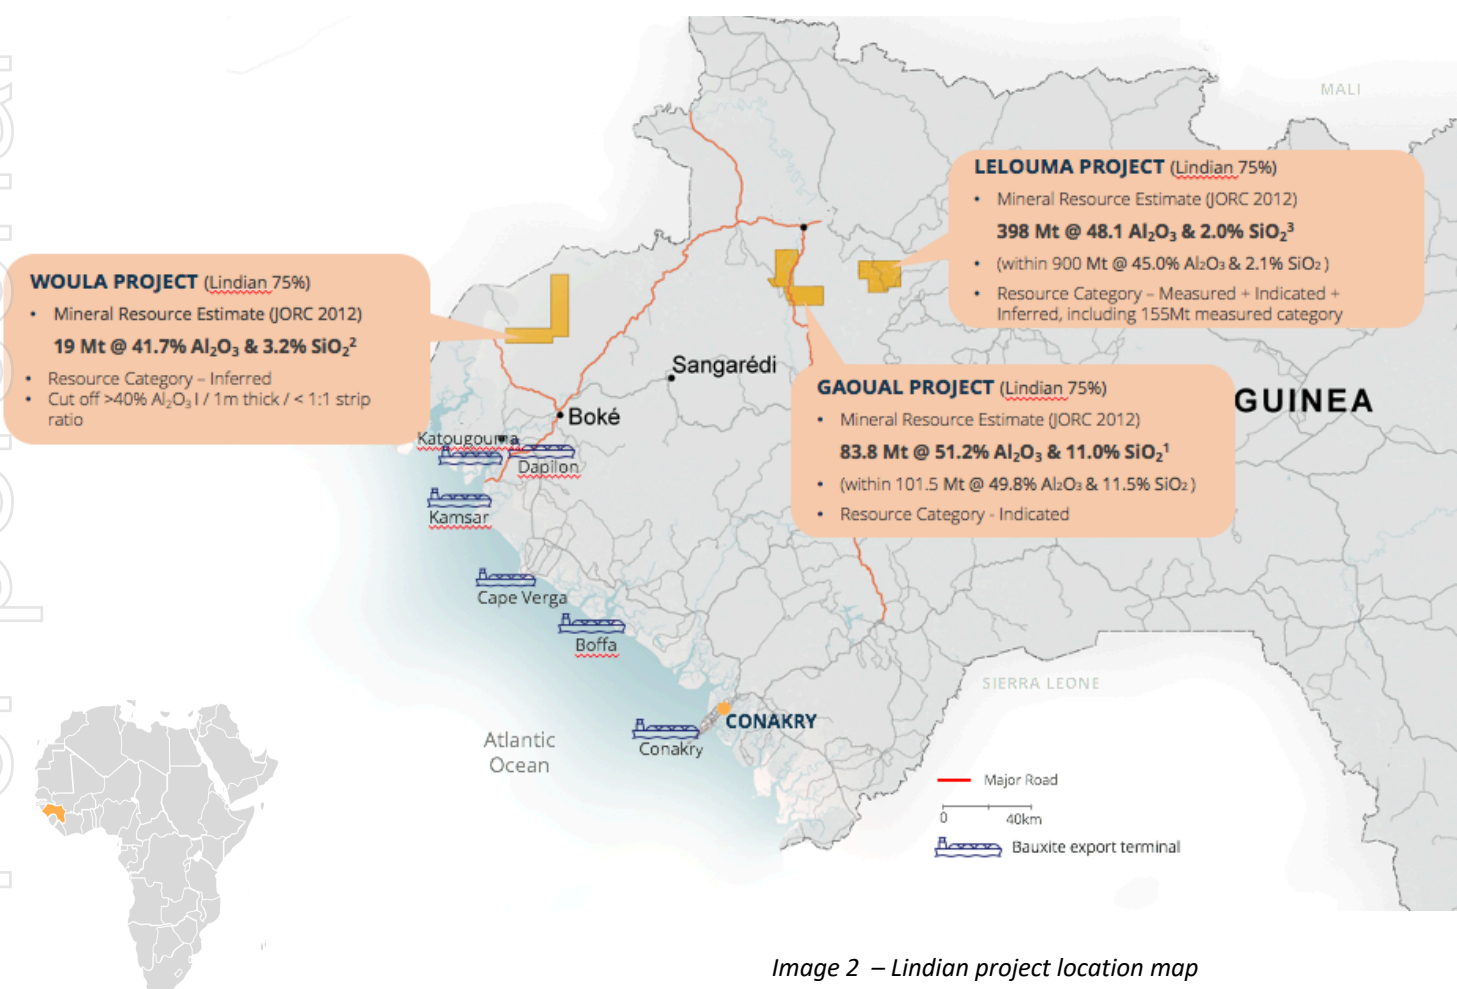 MALI
LELOUMA PROJECT (Lindian 75%)
• Mineral Resource Estimate (JORC 2012)
398 Mt @ 48.1 Al₂O₃ & 2.0% SiO₂³
• (within 900 Mt @ 45.0% Al₂O₃ & 2.1% SiO₂ )
• Resource Category – Measured + Indicated +
Inferred, including 155Mt measured category
WOULA PROJECT (Lindian 75%)
• Mineral Resource Estimate (JORC 2012)
19 Mt @ 41.7% Al₂O₃ & 3.2% SiO₂²
• Resource Category – Inferred
• Cut off >40% Al₂O₃ I / 1m thick / < 1:1 strip
ratio
Sangarédi
GAOUAL PROJECT (Lindian 75%)
• Mineral Resource Estimate (JORC 2012)
83.8 Mt @ 51.2% Al₂O₃ & 11.0% SiO₂¹
• (within 101.5 Mt @ 49.8% Al₂O₃ & 11.5% SiO₂ )
• Resource Category - Indicated
GUINEA
Boké
Katougouma
Dapilon
Kamsar
Cape Verga
Boffa
SIERRA LEONE
CONAKRY
Conakry
Atlantic
Ocean
Major Road
0 40km
Bauxite export terminal
Image 2 – Lindian project location map